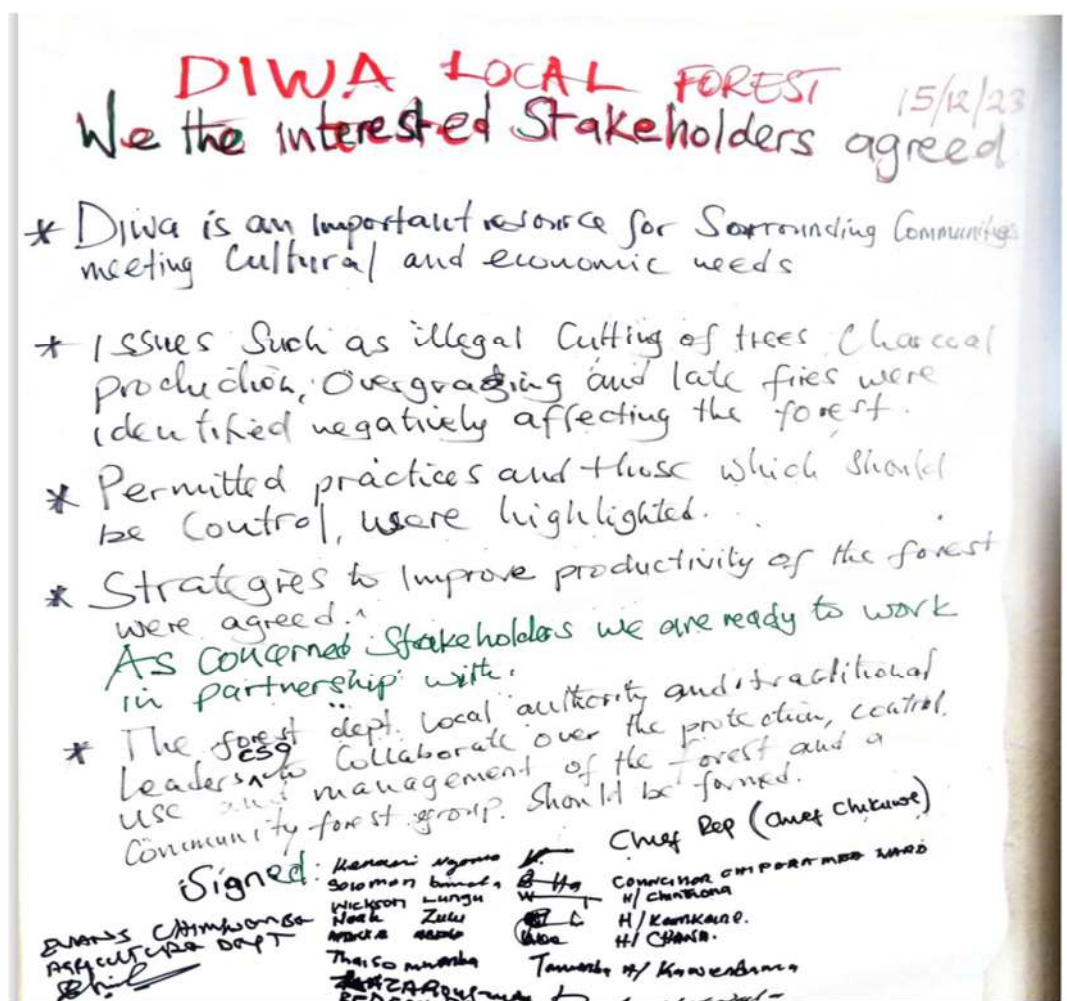 DIWA LOCAL FOREST
15/12/23
We the interested Stakeholders agreed
* Diwa is an Important resource for Sorrounding Communities
meeting Cultural and economic needs
* Issues Such as illegal Cutting of trees Charcoal
production, Overgrazing and late fires were
identified negatively affecting the forest.
* Permitted practices and those which should
be Control, were highlighted.
* Strategies to Improve productivity of the forest
were agreed.
As concerned Stakeholders we are ready to work
in partnership with.
* The forest dept. Local authority and traditional
Leaders, CSO to Collaborate over the protection, control,
use and management of the forest and a
Community forest group. Should be formed.
Signed:
Chief Rep (Chief Chikuwe)
Solomon
Wickson Lungu H/
Noah Zulu H/
H/ CHANA.
EVANS
AGRICULTURE DEPT
H/